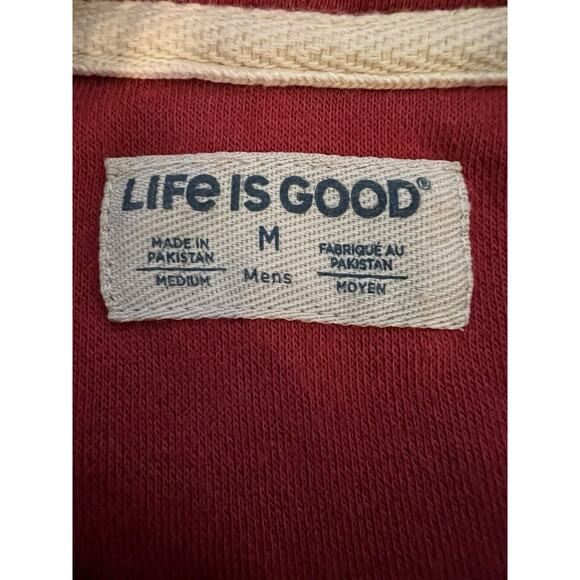 LIFe IS GOOD®
MADE IN
PAKISTAN
MEDIUM
M
Mens
FABRIQUÉ AU
PAKISTAN
MOYEN